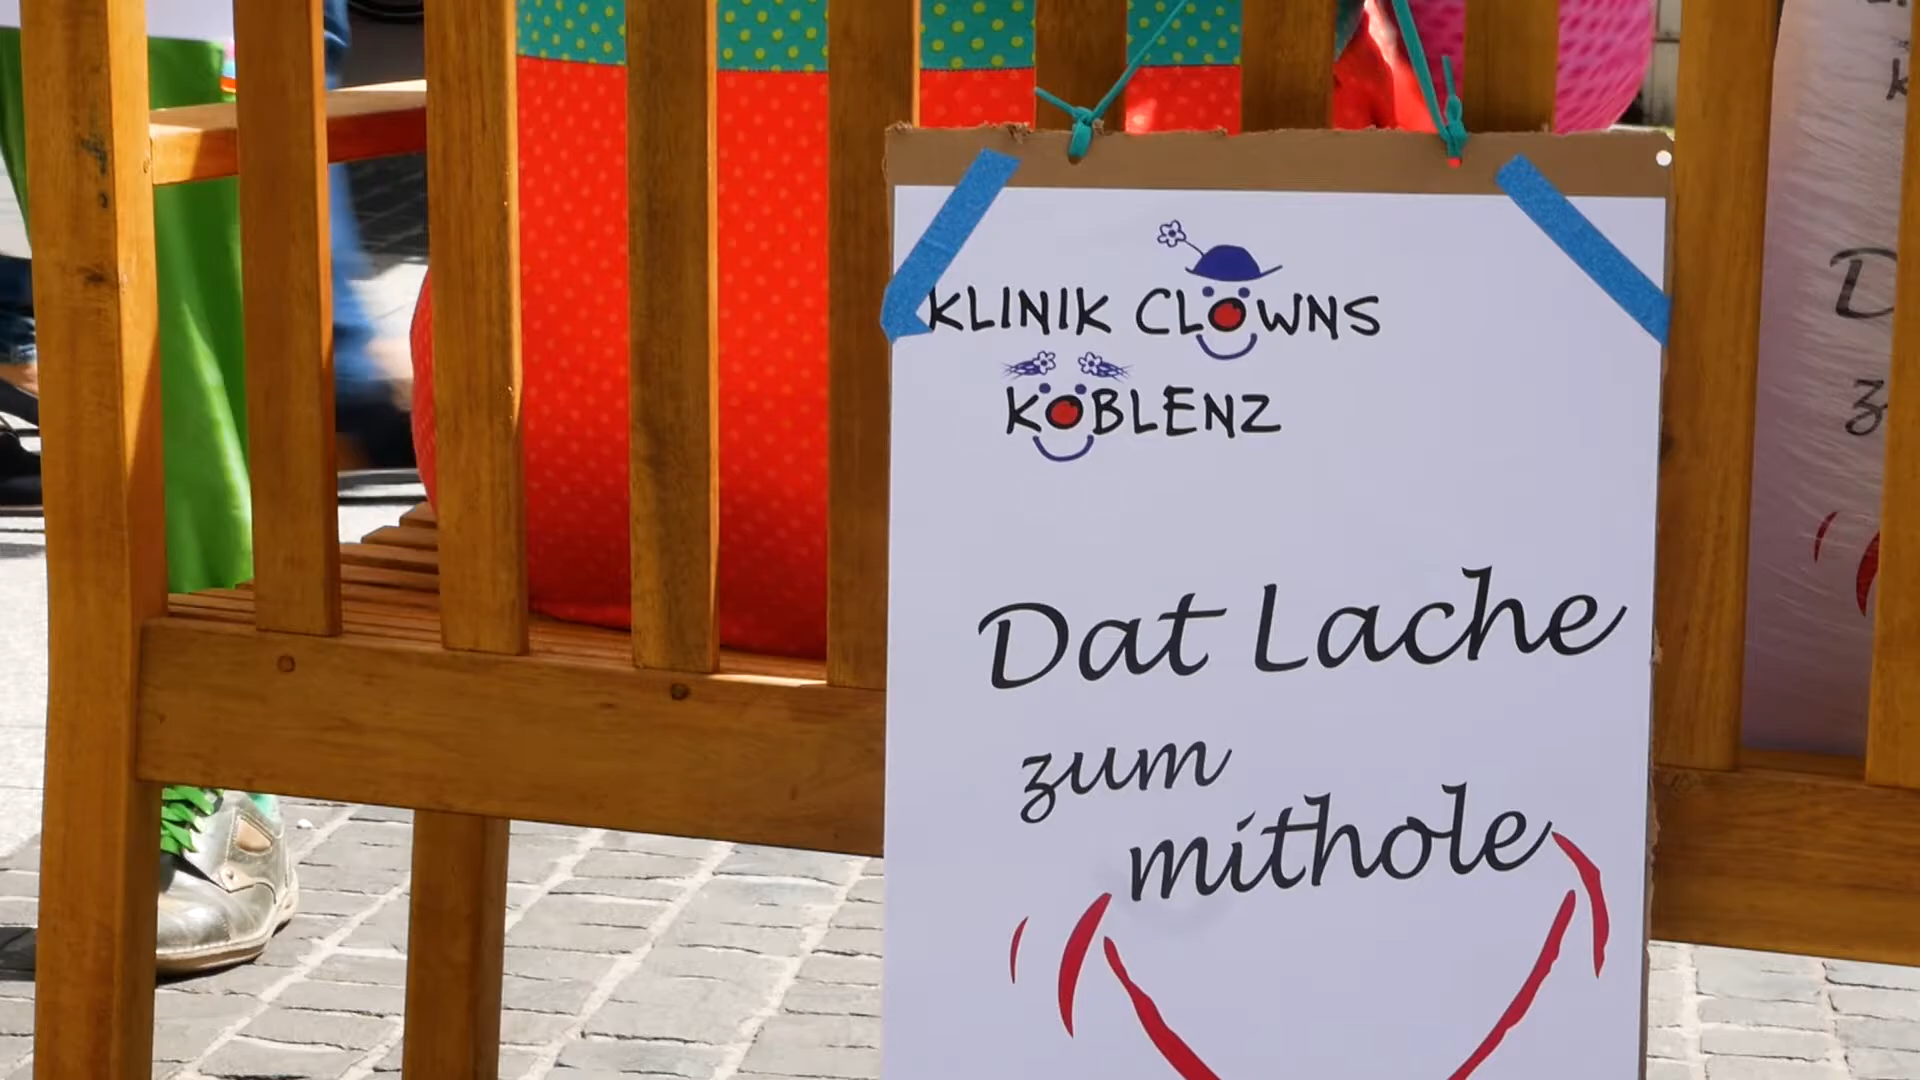 KLINIK CLOWNS
KOBLENZ
Dat Lache
zum
mithole